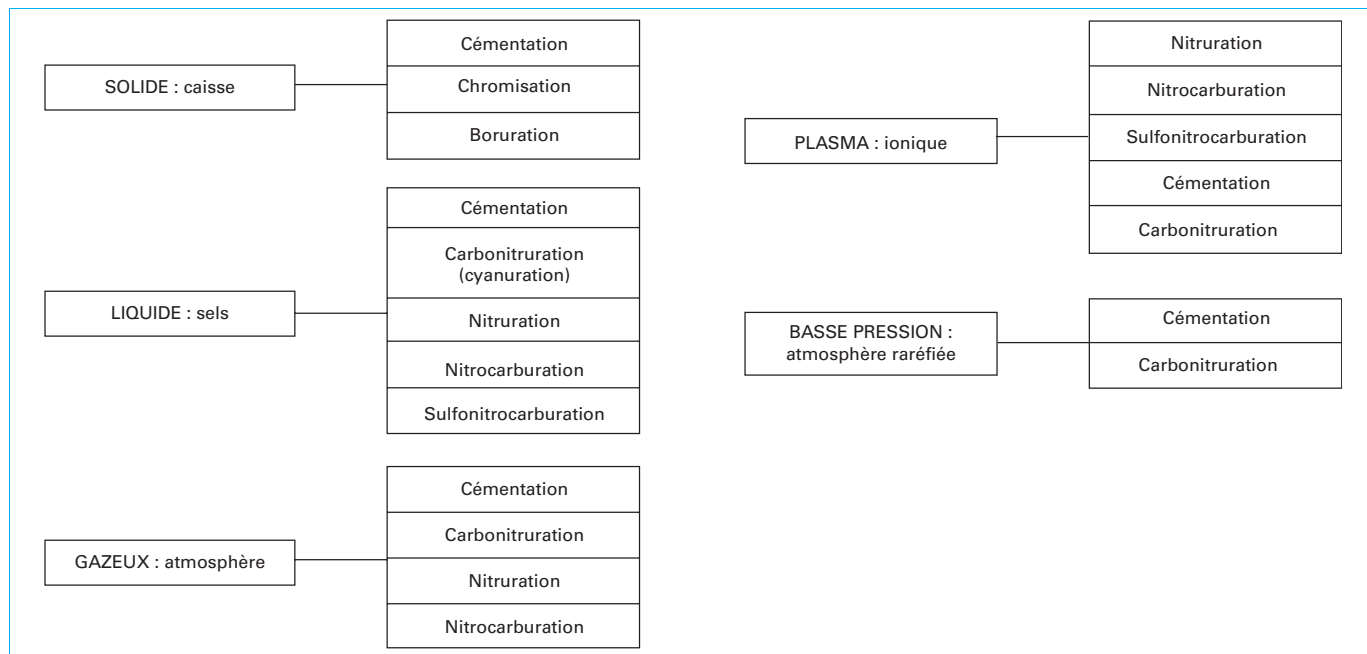 SOLIDE : caisse
Cémentation
Chromisation
Boruration
LIQUIDE : sels
Cémentation
Carbonitruration
(cyanuration)
Nitruration
Nitrocarburation
Sulfonitrocarburation
GAZEUX : atmosphère
Cémentation
Carbonitruration
Nitruration
Nitrocarburation
PLASMA : ionique
Nitruration
Nitrocarburation
Sulfonitrocarburation
Cémentation
Carbonitruration
BASSE PRESSION :
atmosphère raréfiée
Cémentation
Carbonitruration